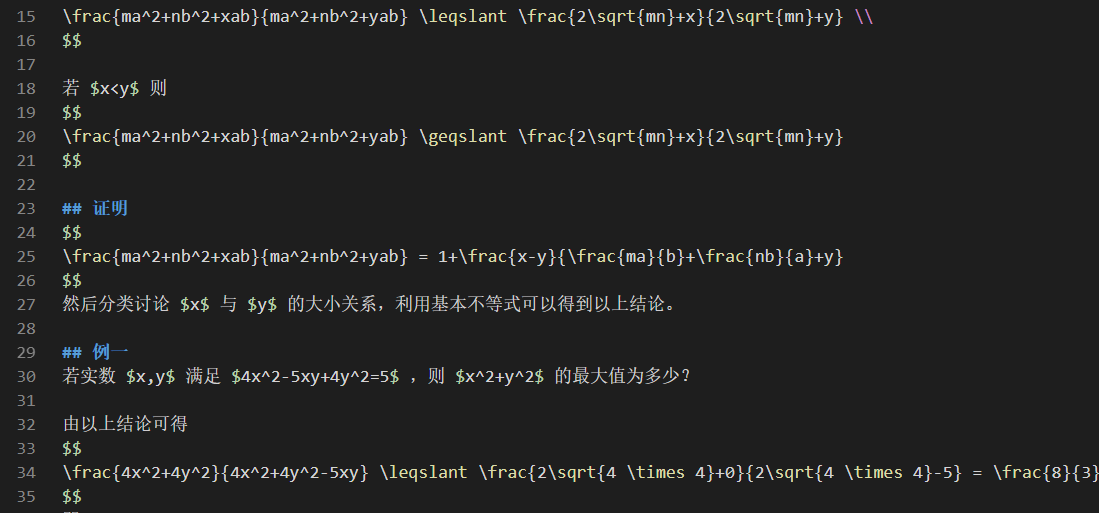 15 \frac{ma^2+nb^2+xab}{ma^2+nb^2+yab} \leqslant \frac{2\sqrt{mn}+x}{2\sqrt{mn}+y} \\
16 $$
17
18 若 $x<y$ 则
19 $$
20 \frac{ma^2+nb^2+xab}{ma^2+nb^2+yab} \geqslant \frac{2\sqrt{mn}+x}{2\sqrt{mn}+y}
21 $$
22
23 ## 证明
24 $$
25 \frac{ma^2+nb^2+xab}{ma^2+nb^2+yab} = 1+\frac{x-y}{\frac{ma}{b}+\frac{nb}{a}+y}
26 $$
27 然后分类讨论 $x$ 与 $y$ 的大小关系，利用基本不等式可以得到以上结论。
28
29 ## 例一
30 若实数 $x,y$ 满足 $4x^2-5xy+4y^2=5$ ，则 $x^2+y^2$ 的最大值为多少？
31
32 由以上结论可得
33 $$
34 \frac{4x^2+4y^2}{4x^2+4y^2-5xy} \leqslant \frac{2\sqrt{4 \times 4}+0}{2\sqrt{4 \times 4}-5} = \frac{8}{3}
35 $$